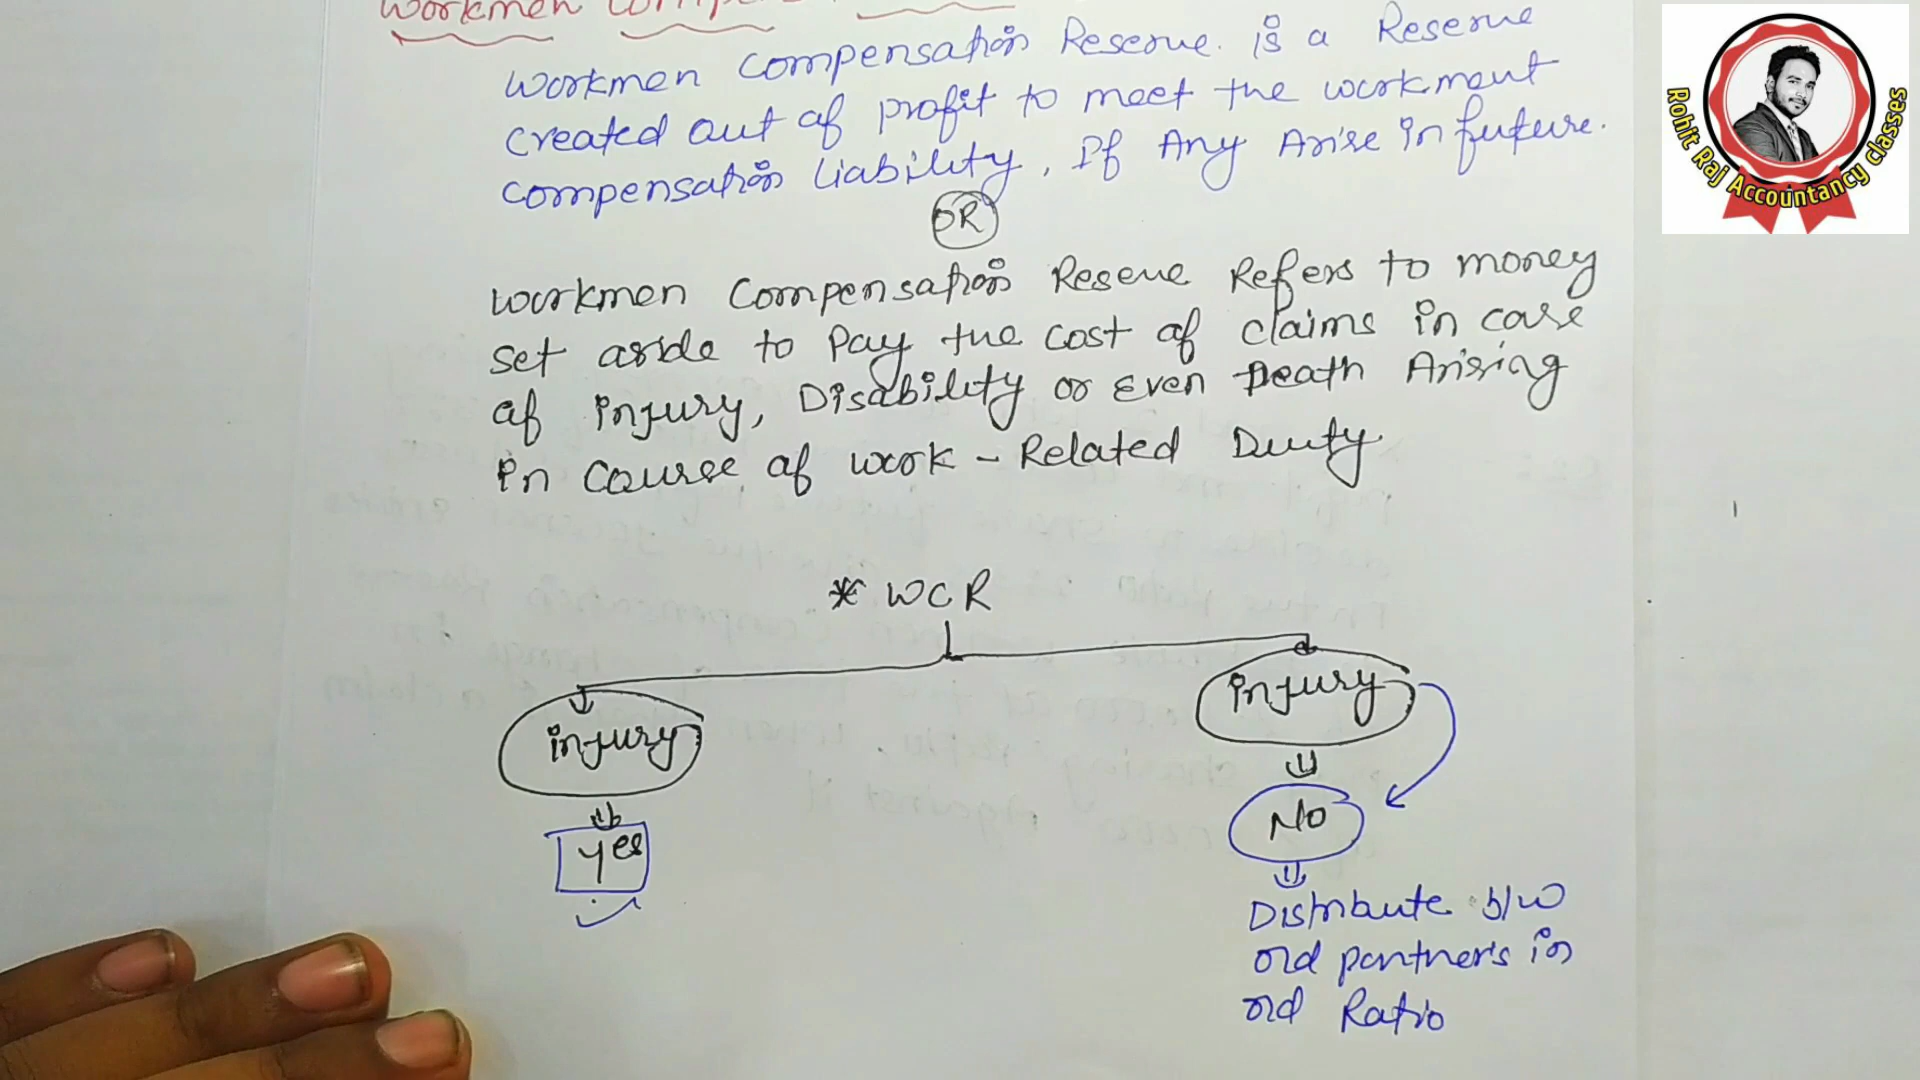 Workmen Compen
Workmen Compensation Reserve is a Reserve
created out of profit to meet the workment
compensation Liability, If Any Arise in future.
OR
Workmen Compensation Reserve Refers to money
set aside to Pay the cost of claims in case
of injury, Disability or Even Death Arising
in course of work - Related Duty.
* WCR
injury
injury
Yes
No
Distribute b/w
old partner's in
old Ratio
Rohit Raj Accountancy classes